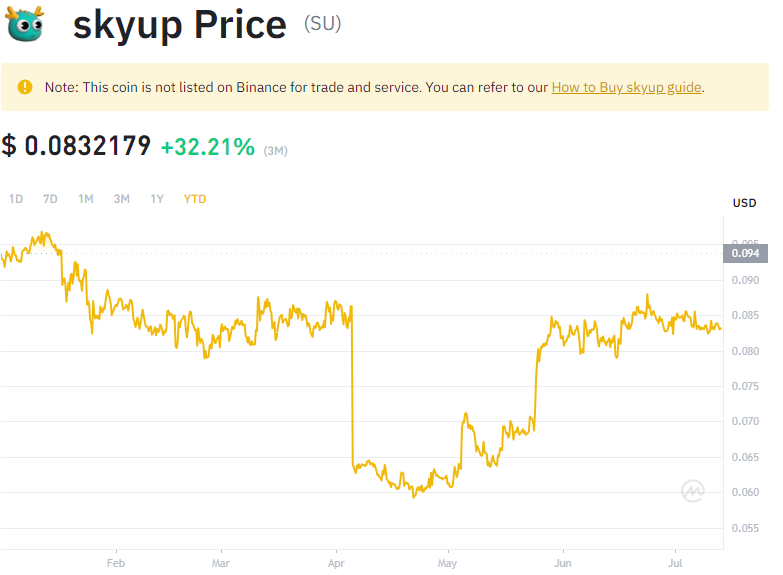 skyup Price (SU)
Note: This coin is not listed on Binance for trade and service. You can refer to our How to Buy skyup guide.
$ 0.0832179 +32.21% (3M)
1D 7D 1M 3M 1Y YTD
USD
0.095
0.094
0.090
0.085
0.080
0.075
0.070
0.065
0.060
0.055
Feb Mar Apr May Jun Jul